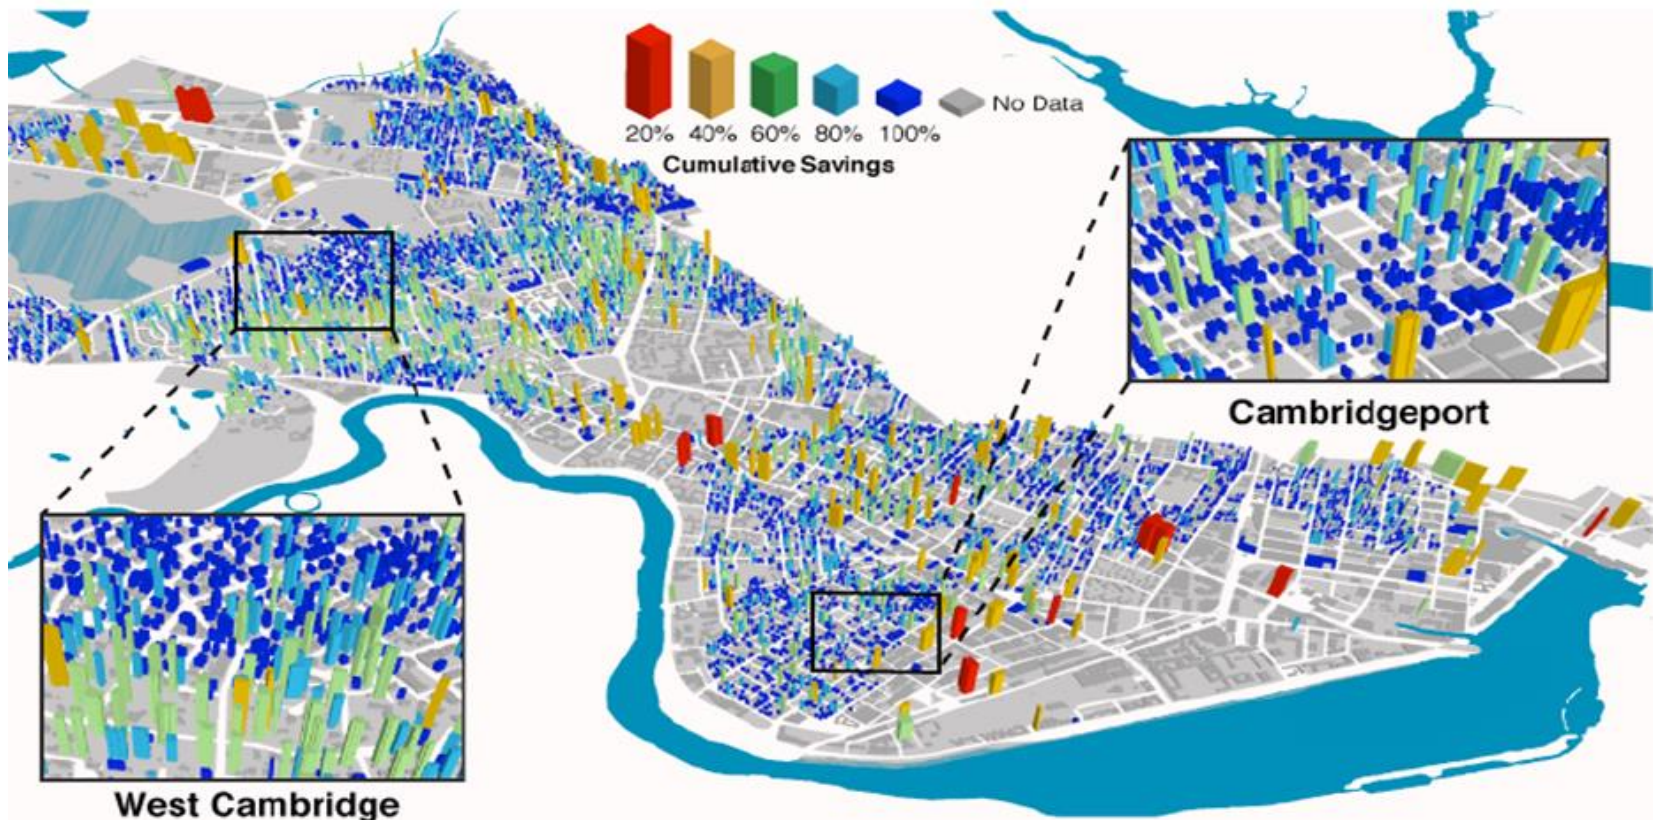 No Data
20% 40% 60% 80% 100%
Cumulative Savings
Cambridgeport
West Cambridge